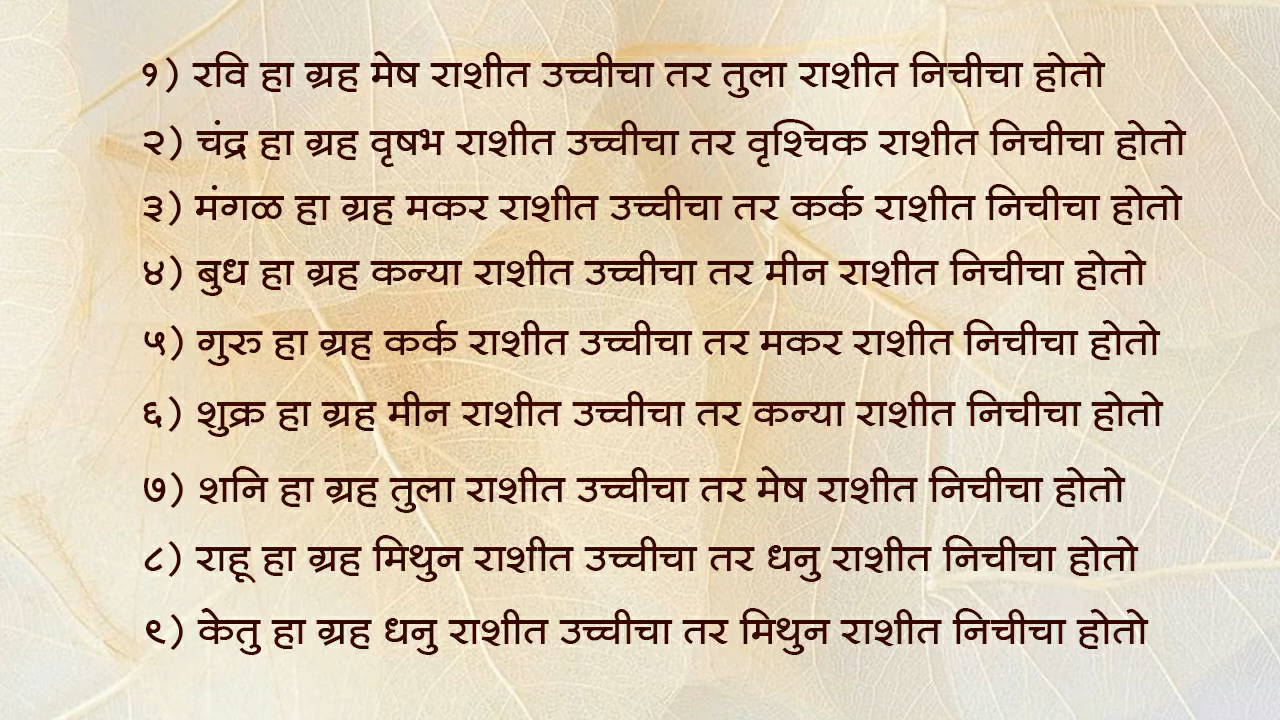 १) रवि हा ग्रह मेष राशीत उच्चीचा तर तुला राशीत निचीचा होतो
२) चंद्र हा ग्रह वृषभ राशीत उच्चीचा तर वृश्चिक राशीत निचीचा होतो
३) मंगळ हा ग्रह मकर राशीत उच्चीचा तर कर्क राशीत निचीचा होतो
४) बुध हा ग्रह कन्या राशीत उच्चीचा तर मीन राशीत निचीचा होतो
५) गुरु हा ग्रह कर्क राशीत उच्चीचा तर मकर राशीत निचीचा होतो
६) शुक्र हा ग्रह मीन राशीत उच्चीचा तर कन्या राशीत निचीचा होतो
७) शनि हा ग्रह तुला राशीत उच्चीचा तर मेष राशीत निचीचा होतो
८) राहू हा ग्रह मिथुन राशीत उच्चीचा तर धनु राशीत निचीचा होतो
९) केतु हा ग्रह धनु राशीत उच्चीचा तर मिथुन राशीत निचीचा होतो